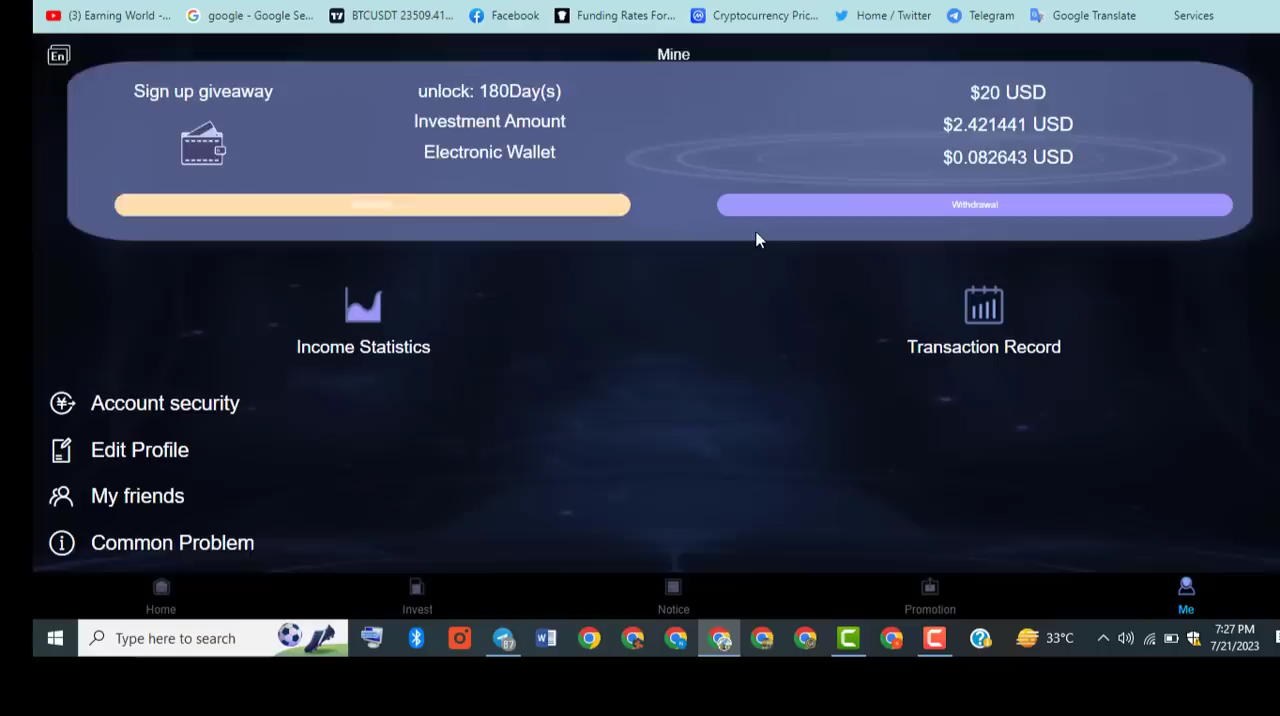 (3) Earning World -... google - Google Se... BTCUSDT 23509.41... Facebook Funding Rates For... Cryptocurrency Pric... Home / Twitter Telegram Google Translate Services
En Mine
Sign up giveaway unlock: 180Day(s) $20 USD
Investment Amount $2.421441 USD
Electronic Wallet $0.082643 USD
Withdrawal
Income Statistics Transaction Record
Account security
Edit Profile
My friends
Common Problem
Home Invest Notice Promotion Me
Type here to search 87 33°C 7:27 PM
7/21/2023